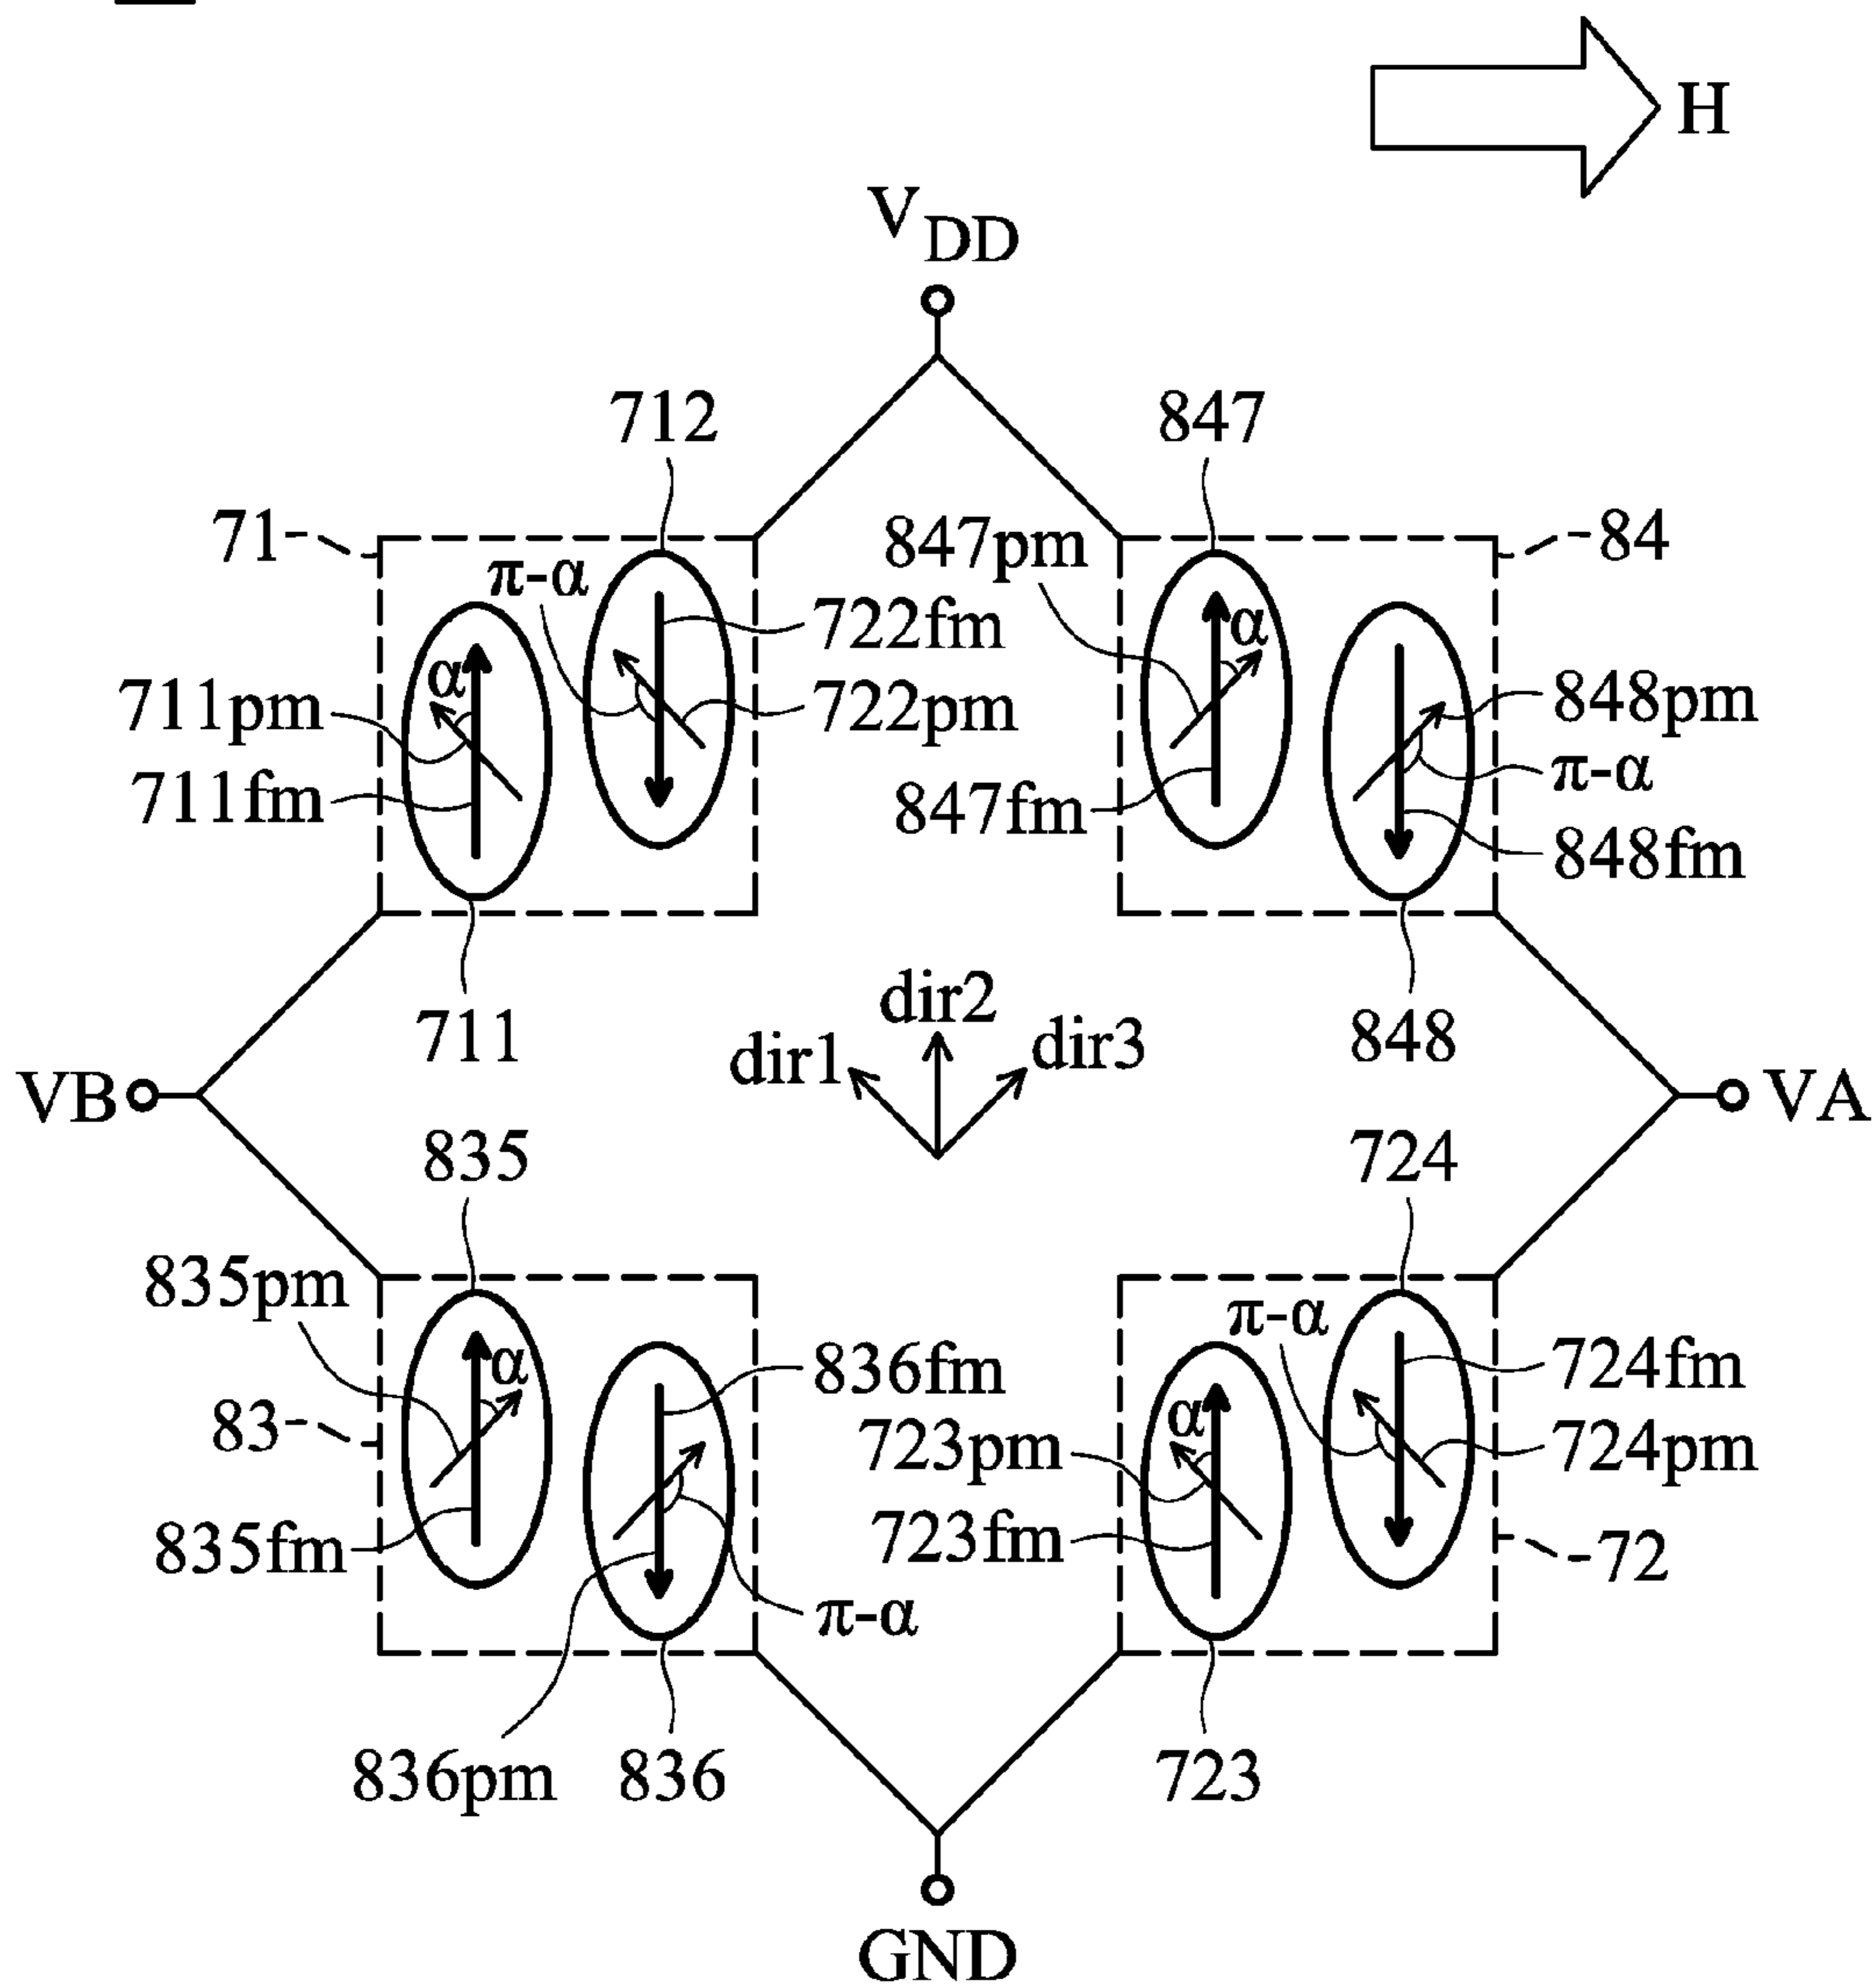 H
VDD
712
847
71
847pm
84
π-α
722fm
α
α
711pm
722pm
848pm
π-α
711fm
847fm
848fm
711
dir2
848
dir1
dir3
VB
VA
835
724
835pm
π-α
α
836fm
724fm
83
α
723pm
724pm
835fm
723fm
72
π-α
836pm
836
723
GND